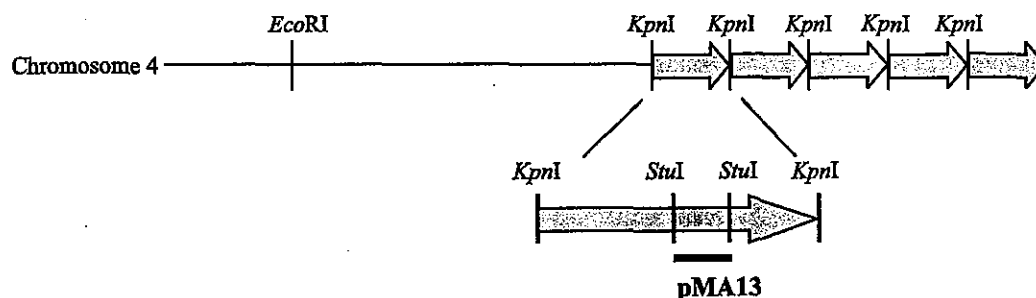 EcoRI KpnI KpnI KpnI KpnI KpnI
Chromosome 4
KpnI StuI StuI KpnI
pMA13